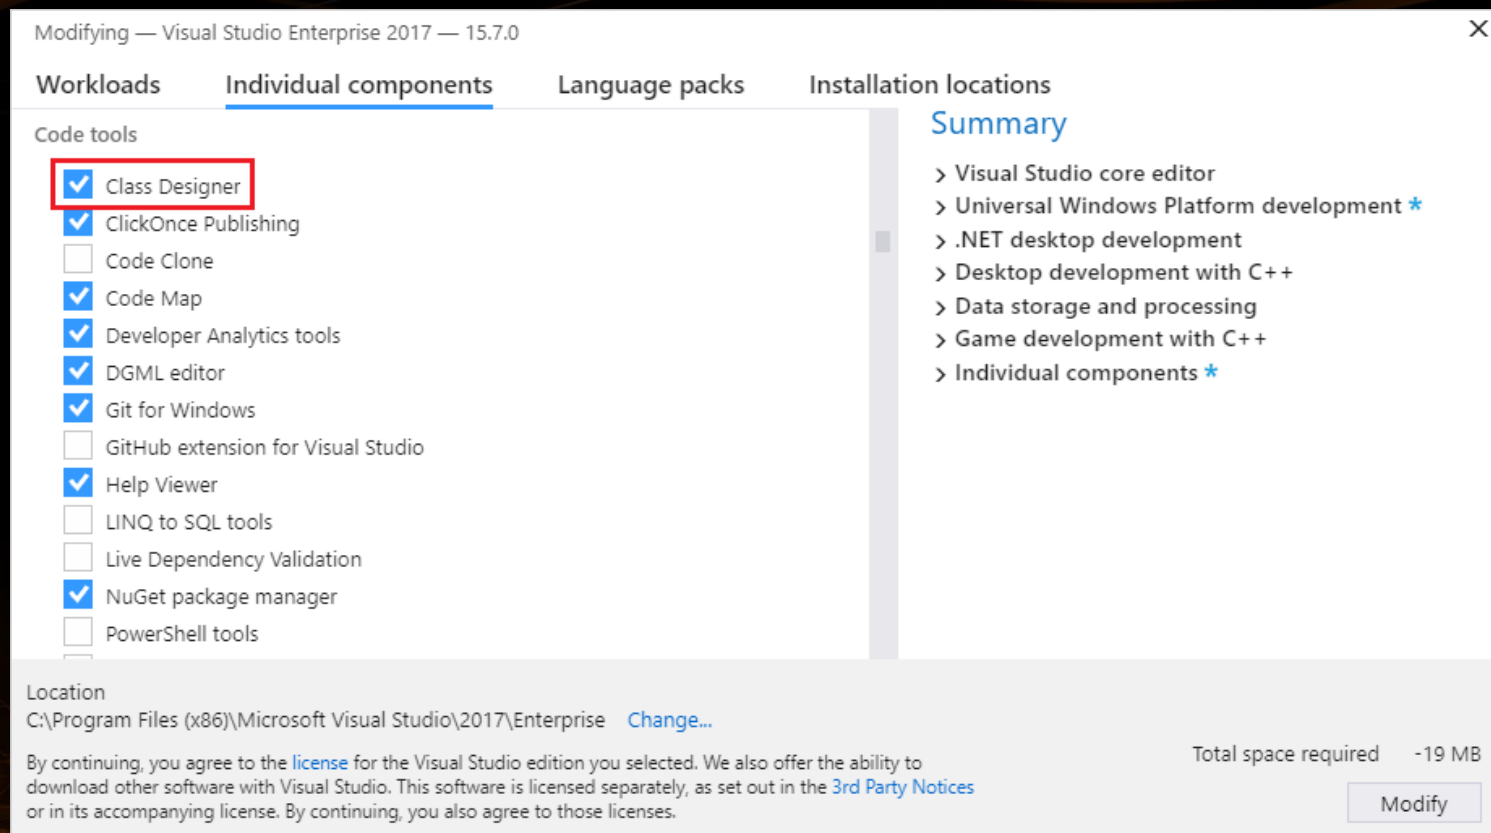 Modifying — Visual Studio Enterprise 2017 — 15.7.0
Workloads Individual components Language packs Installation locations
Code tools
Class Designer
ClickOnce Publishing
Code Clone
Code Map
Developer Analytics tools
DGML editor
Git for Windows
GitHub extension for Visual Studio
Help Viewer
LINQ to SQL tools
Live Dependency Validation
NuGet package manager
PowerShell tools
Summary
Visual Studio core editor
Universal Windows Platform development *
.NET desktop development
Desktop development with C++
Data storage and processing
Game development with C++
Individual components *
Location
C:\Program Files (x86)\Microsoft Visual Studio\2017\Enterprise Change...
By continuing, you agree to the license for the Visual Studio edition you selected. We also offer the ability to
download other software with Visual Studio. This software is licensed separately, as set out in the 3rd Party Notices
or in its accompanying license. By continuing, you also agree to those licenses.
Total space required -19 MB
Modify